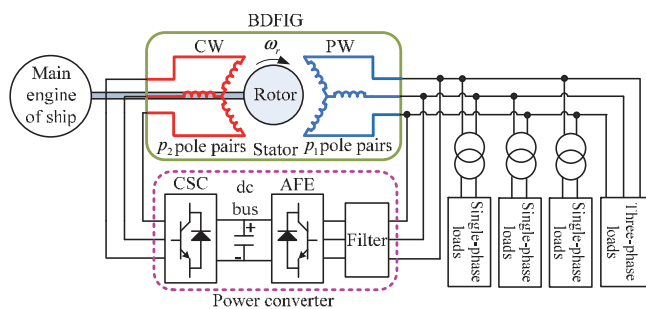 BDFIG
CW
ωr
PW
Main
engine
of ship
Rotor
p2 pole pairs
Stator
p1 pole pairs
CSC
dc
bus
AFE
+
-
Filter
Power converter
Single-phase
loads
Single-phase
loads
Single-phase
loads
Three-phase
loads